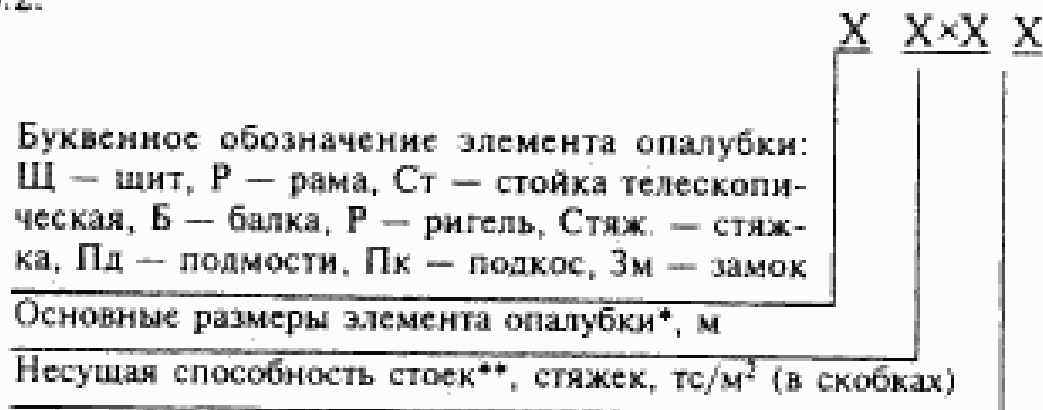 X X×X X
Буквенное обозначение элемента опалубки:
Щ — щит, Р — рама, Ст — стойка телескопи-
ческая, Б — балка, Р — ригель, Стяж. — стяж-
ка, Пд — подмости, Пк — подкос, Зм — замок
Основные размеры элемента опалубки*, м
Несущая способность стоек**, стяжек, тс/м² (в скобках)